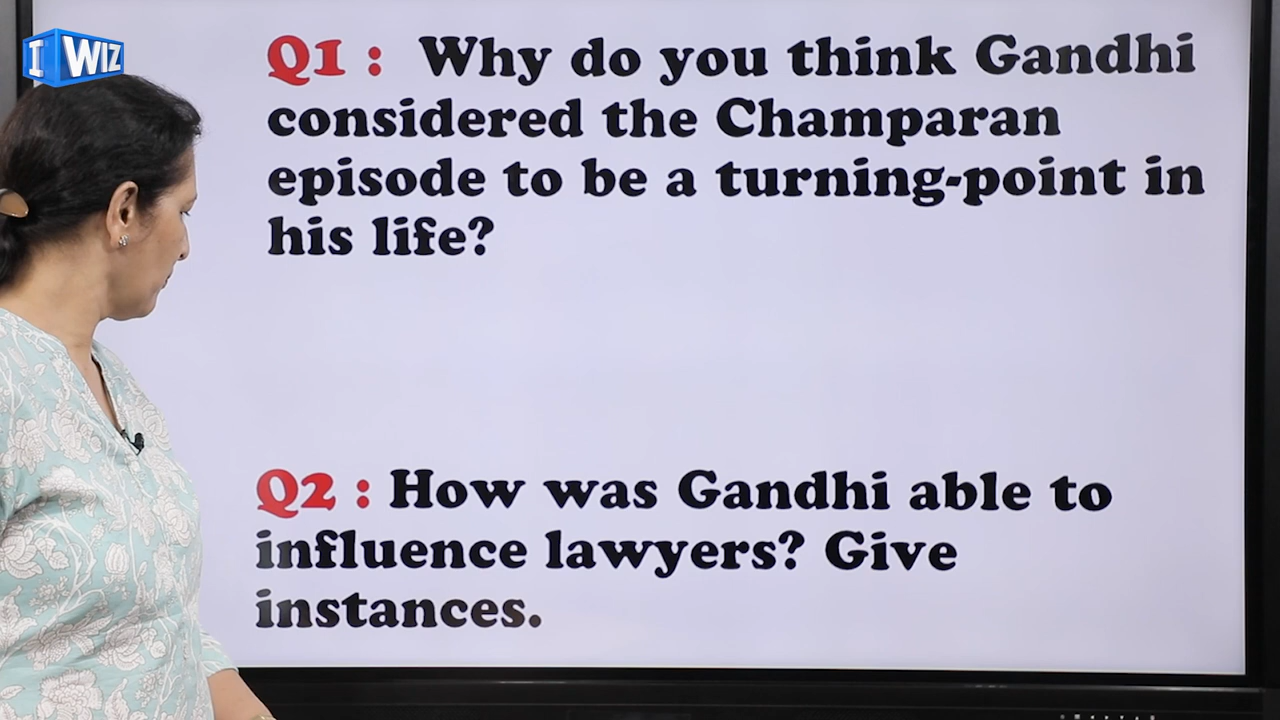 I WIZ
Q1 : Why do you think Gandhi
considered the Champaran
episode to be a turning-point in
his life?
Q2 : How was Gandhi able to
influence lawyers? Give
instances.